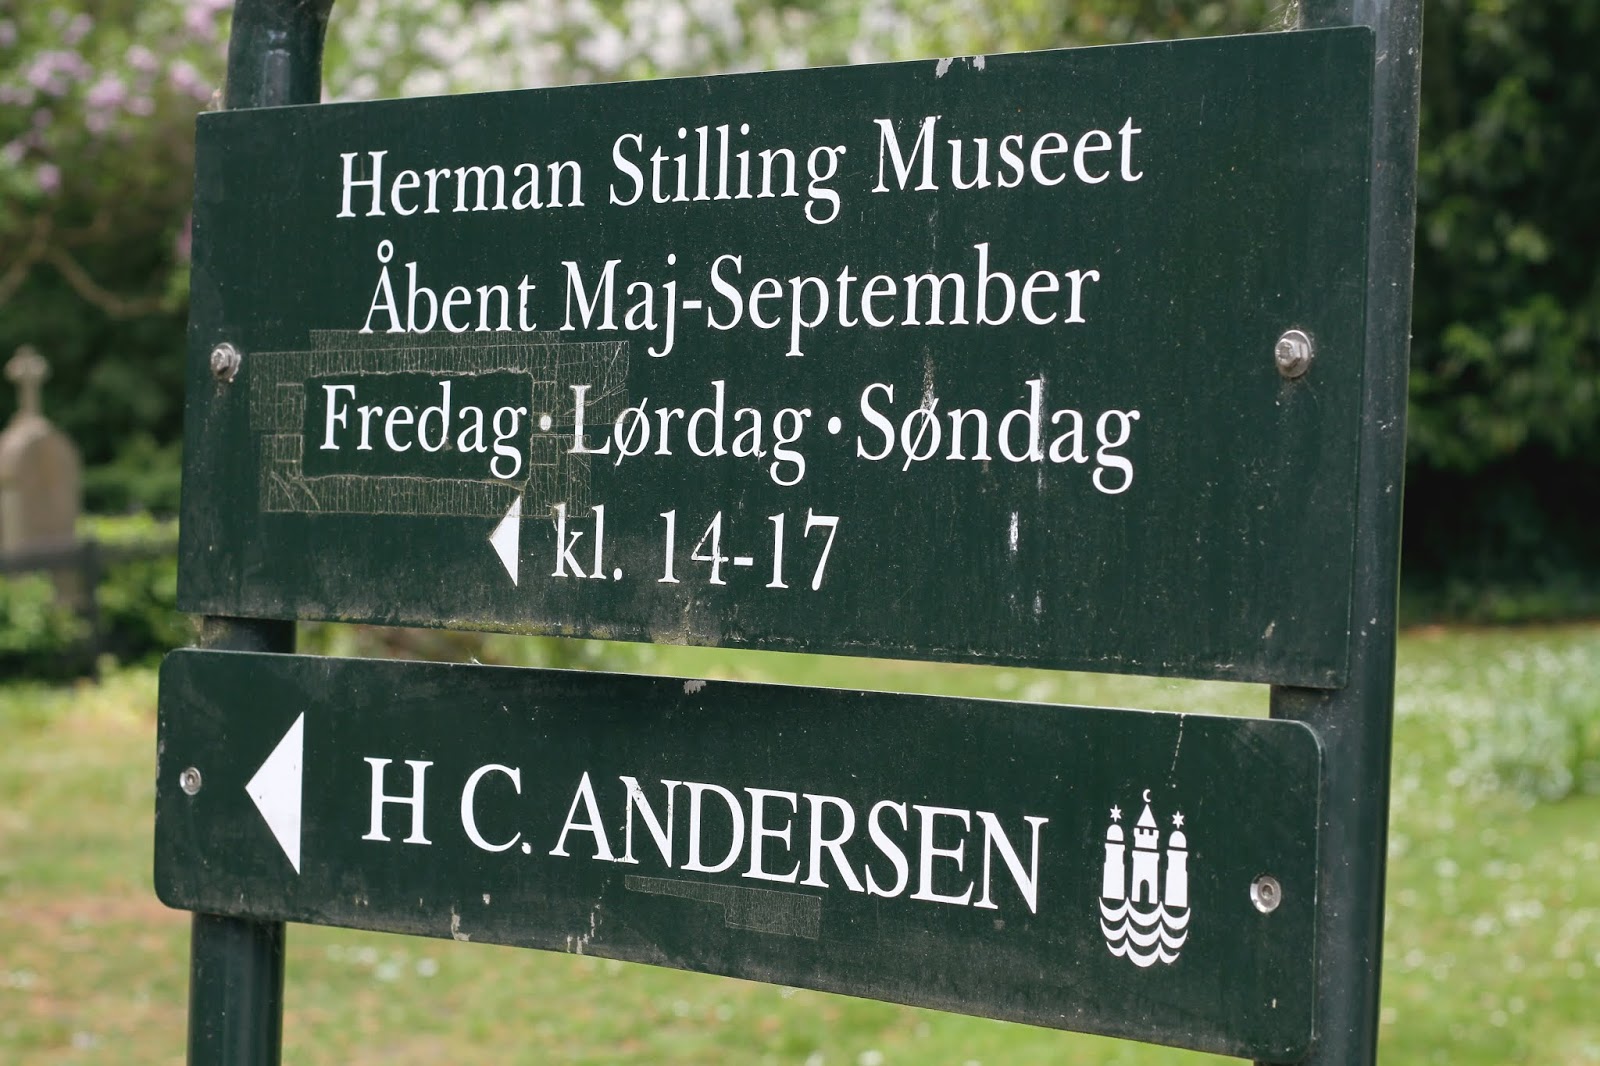 Herman Stilling Museet
Åbent Maj-September
Fredag · Lørdag · Søndag
kl. 14-17
H C. ANDERSEN